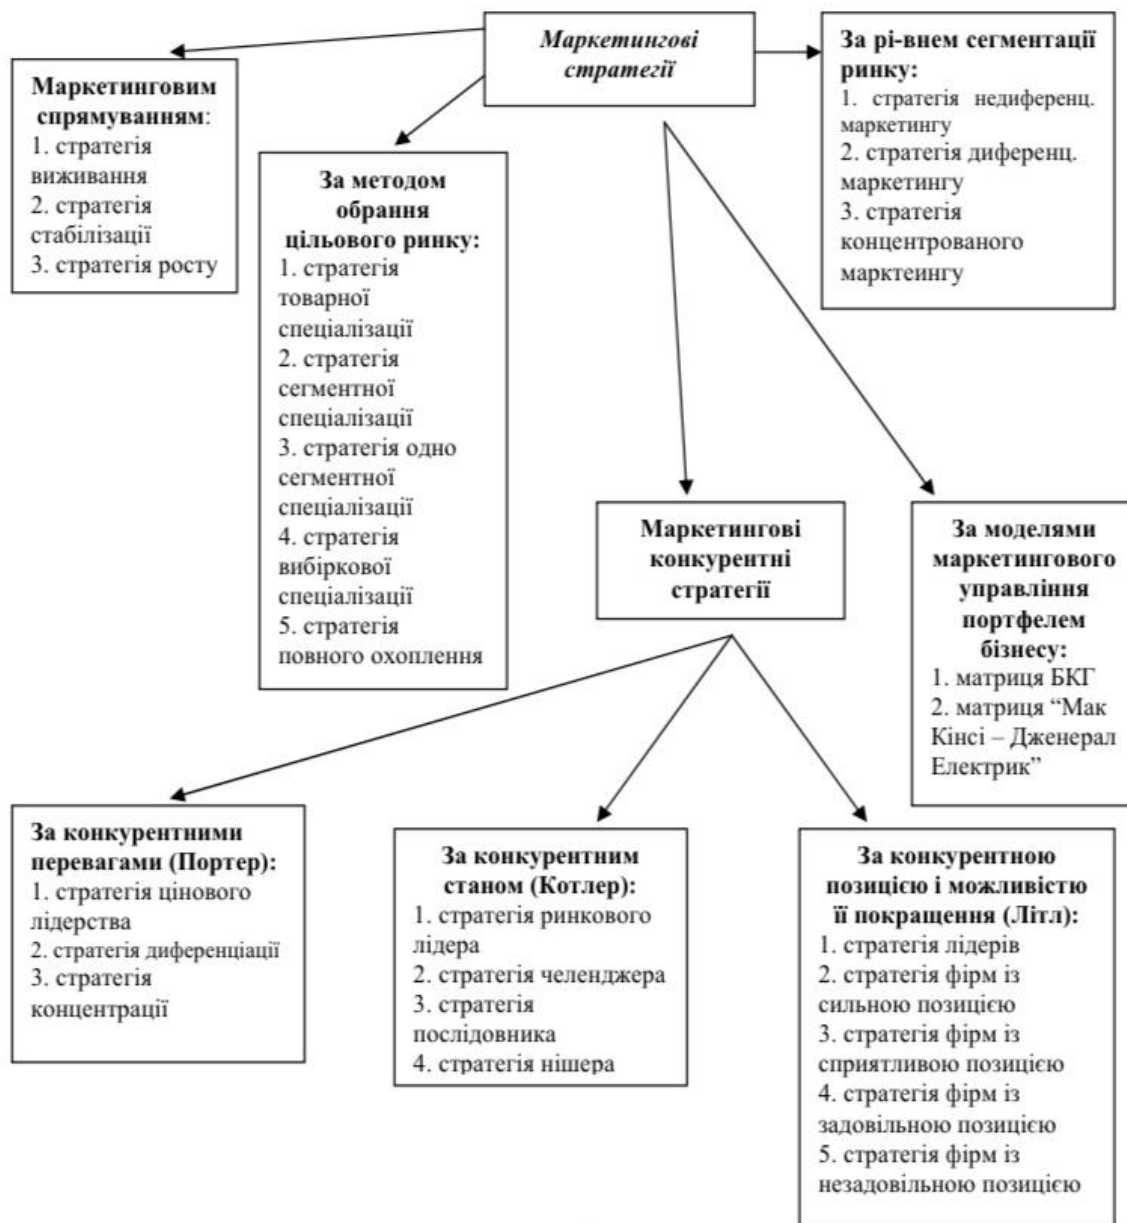 Маркетингові
стратегії
Маркетинговим
спрямуванням:
1. стратегія
виживання
2. стратегія
стабілізації
3. стратегія росту
За методом
обрання
цільового ринку:
1. стратегія
товарної
спеціалізації
2. стратегія
сегментної
спеціалізації
3. стратегія одно
сегментної
спеціалізації
4. стратегія
вибіркової
спеціалізації
5. стратегія
повного охоплення
За рі-внем сегментації
ринку:
1. стратегія недиференц.
маркетингу
2. стратегія диференц.
маркетингу
3. стратегія
концентрованого
марктеингу
Маркетингові
конкурентні
стратегії
За моделями
маркетингового
управління
портфелем
бізнесу:
1. матриця БКГ
2. матриця “Мак
Кінсі – Дженерал
Електрик”
За конкурентними
перевагами (Портер):
1. стратегія цінового
лідерства
2. стратегія диференціації
3. стратегія
концентрації
За конкурентним
станом (Котлер):
1. стратегія ринкового
лідера
2. стратегія челенджера
3. стратегія
послідовника
4. стратегія нішера
За конкурентною
позицією і можливістю
її покращення (Літл):
1. стратегія лідерів
2. стратегія фірм із
сильною позицією
3. стратегія фірм із
сприятливою позицією
4. стратегія фірм із
задовільною позицією
5. стратегія фірм із
незадовільною позицією